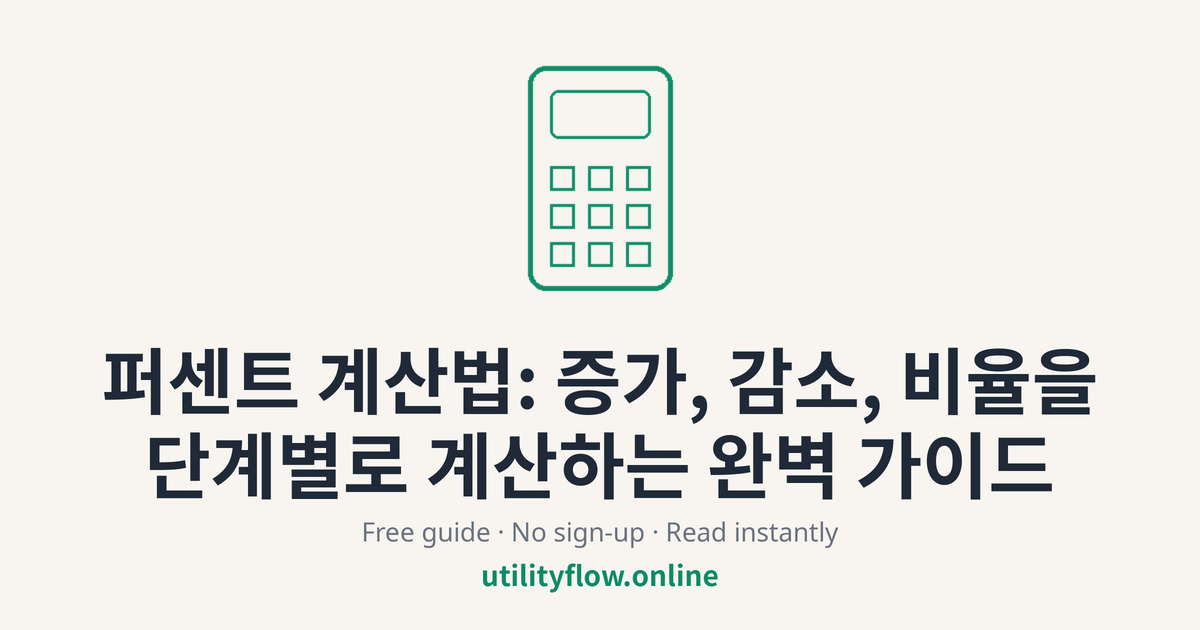 퍼센트 계산법: 증가, 감소, 비율을
단계별로 계산하는 완벽 가이드
Free guide · No sign-up · Read instantly
utilityflow.online